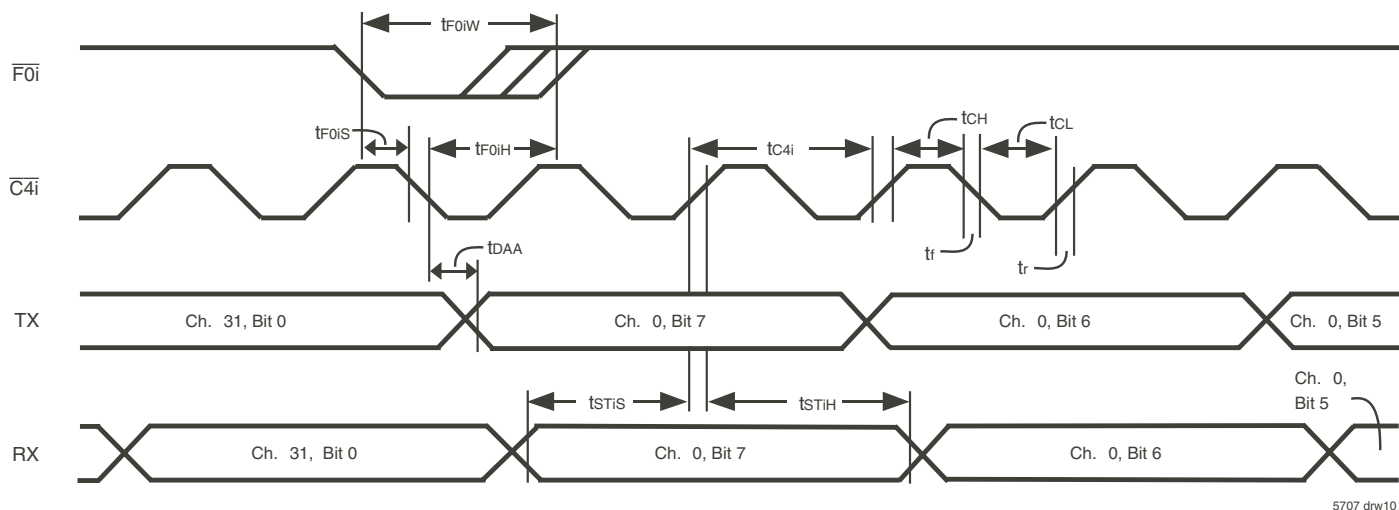 tF0iW
F0i
tF0iS
tF0iH
tC4i
tCH
tCL
C4i
tDAA
tf
tr
TX
Ch. 31, Bit 0
Ch. 0, Bit 7
Ch. 0, Bit 6
Ch. 0, Bit 5
tSTiS
tSTiH
Ch. 0,
Bit 5
RX
Ch. 31, Bit 0
Ch. 0, Bit 7
Ch. 0, Bit 6
5707 drw10